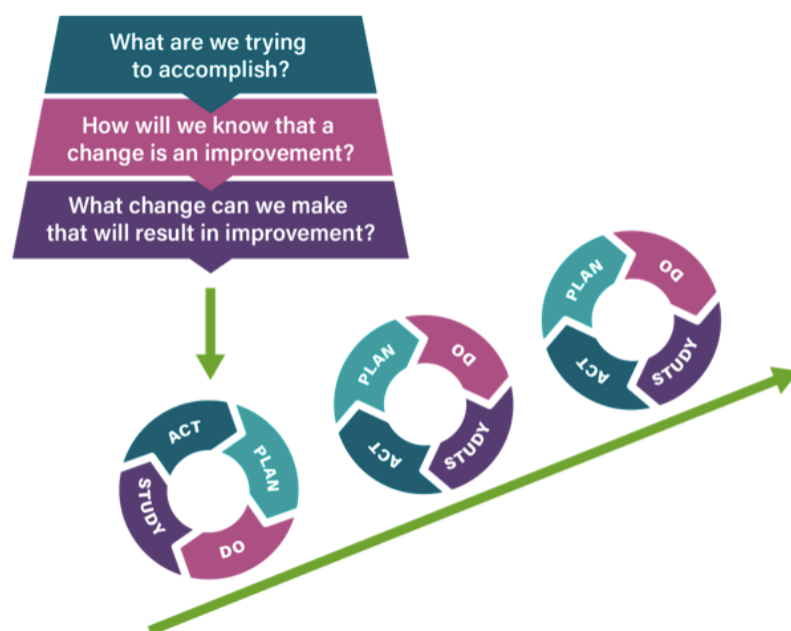 What are we trying
to accomplish?
How will we know that a
change is an improvement?
What change can we make
that will result in improvement?
ACT
PLAN
DO
STUDY
PLAN
DO
STUDY
ACT
PLAN
DO
STUDY
ACT